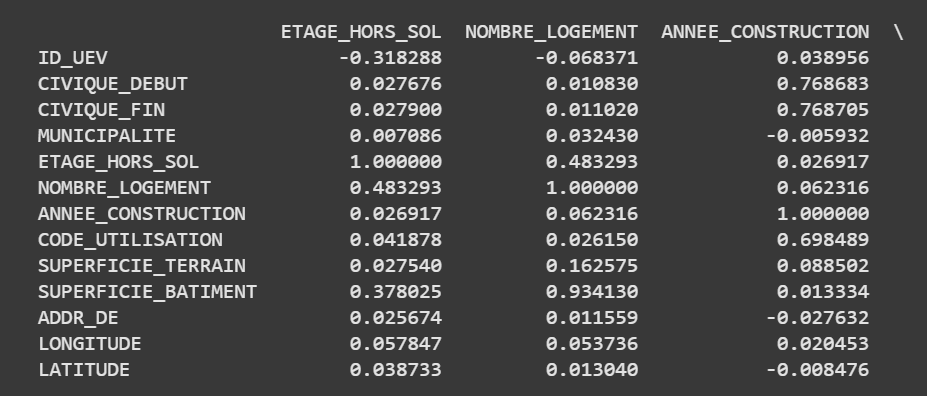 ETAGE_HORS_SOL NOMBRE_LOGEMENT ANNEE_CONSTRUCTION \
ID_UEV -0.318288 -0.068371 0.038956
CIVIQUE_DEBUT 0.027676 0.010830 0.768683
CIVIQUE_FIN 0.027900 0.011020 0.768705
MUNICIPALITE 0.007086 0.032430 -0.005932
ETAGE_HORS_SOL 1.000000 0.483293 0.026917
NOMBRE_LOGEMENT 0.483293 1.000000 0.062316
ANNEE_CONSTRUCTION 0.026917 0.062316 1.000000
CODE_UTILISATION 0.041878 0.026150 0.698489
SUPERFICIE_TERRAIN 0.027540 0.162575 0.088502
SUPERFICIE_BATIMENT 0.378025 0.934130 0.013334
ADDR_DE 0.025674 0.011559 -0.027632
LONGITUDE 0.057847 0.053736 0.020453
LATITUDE 0.038733 0.013040 -0.008476